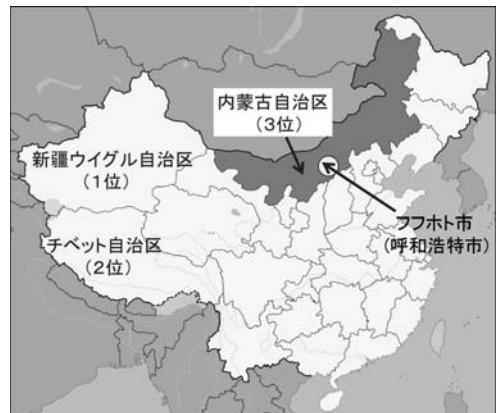 内蒙古自治区
（3位）
新疆ウイグル自治区
（1位）
チベット自治区
（2位）
フフホト市
（呼和浩特市）